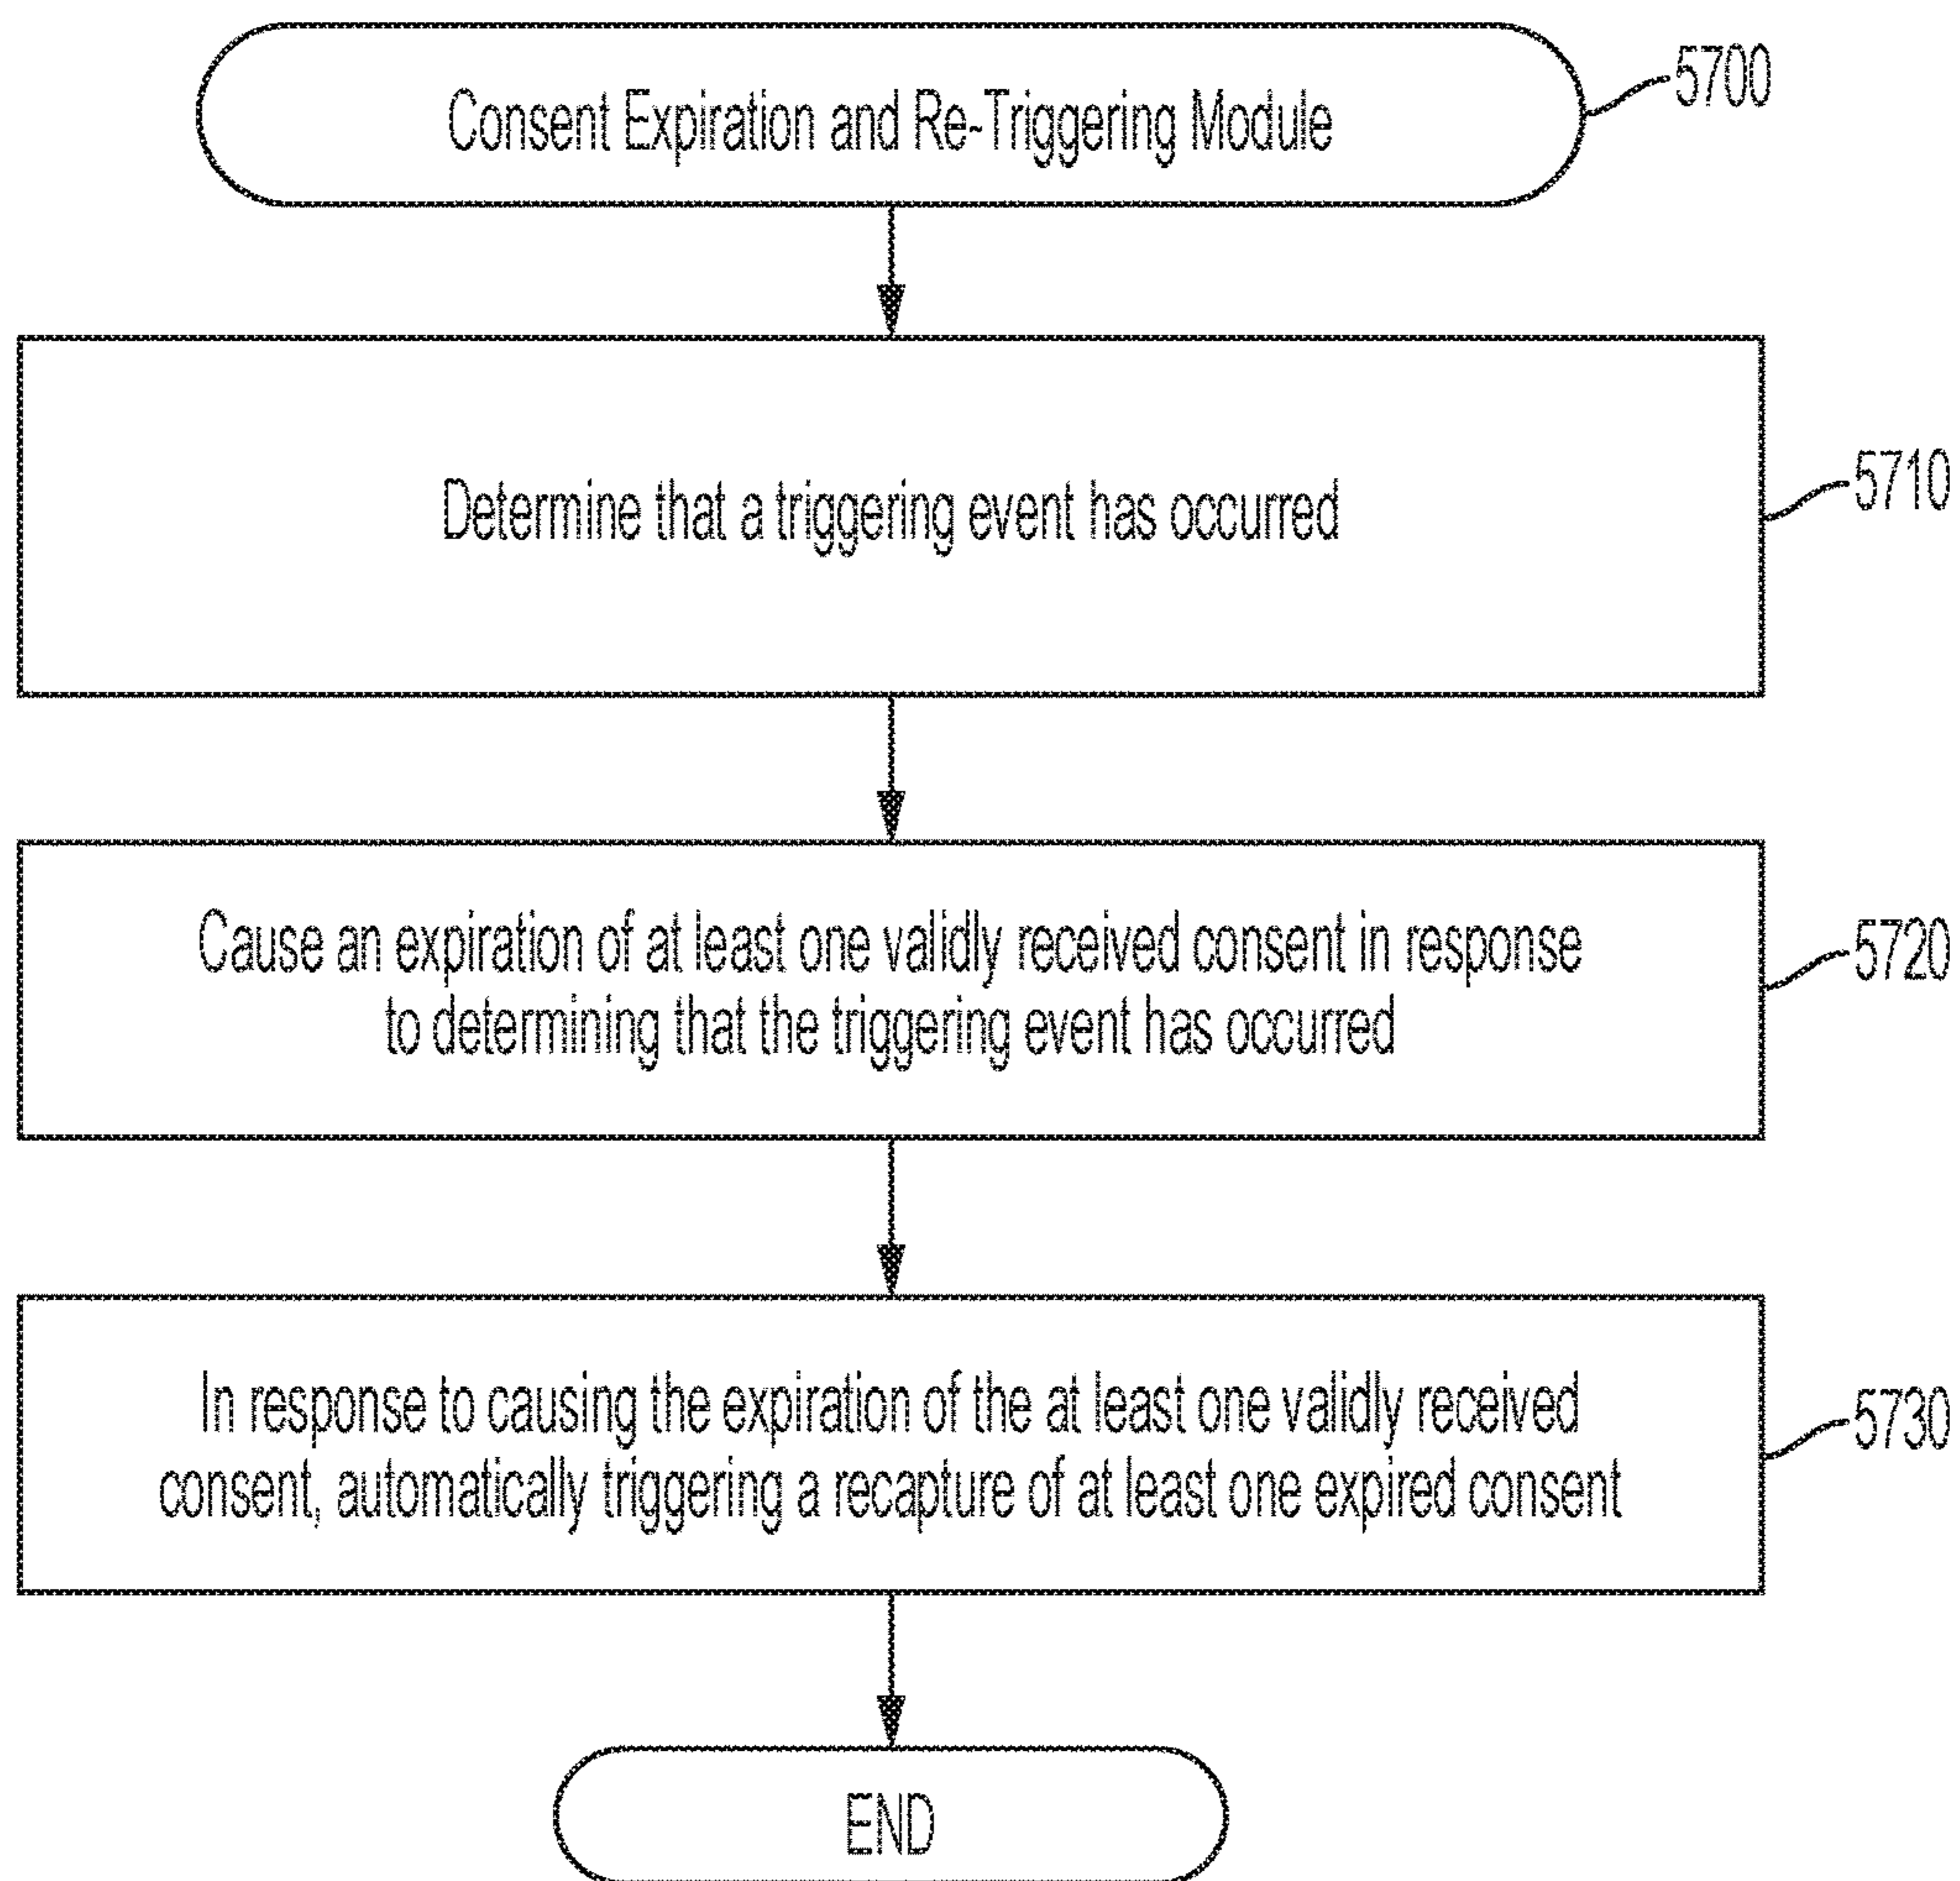 Consent Expiration and Re-Triggering Module
5700
Determine that a triggering event has occurred
5710
Cause an expiration of at least one validly received consent in response
to determining that the triggering event has occurred
5720
In response to causing the expiration of the at least one validly received
consent, automatically triggering a recapture of at least one expired consent
5730
END